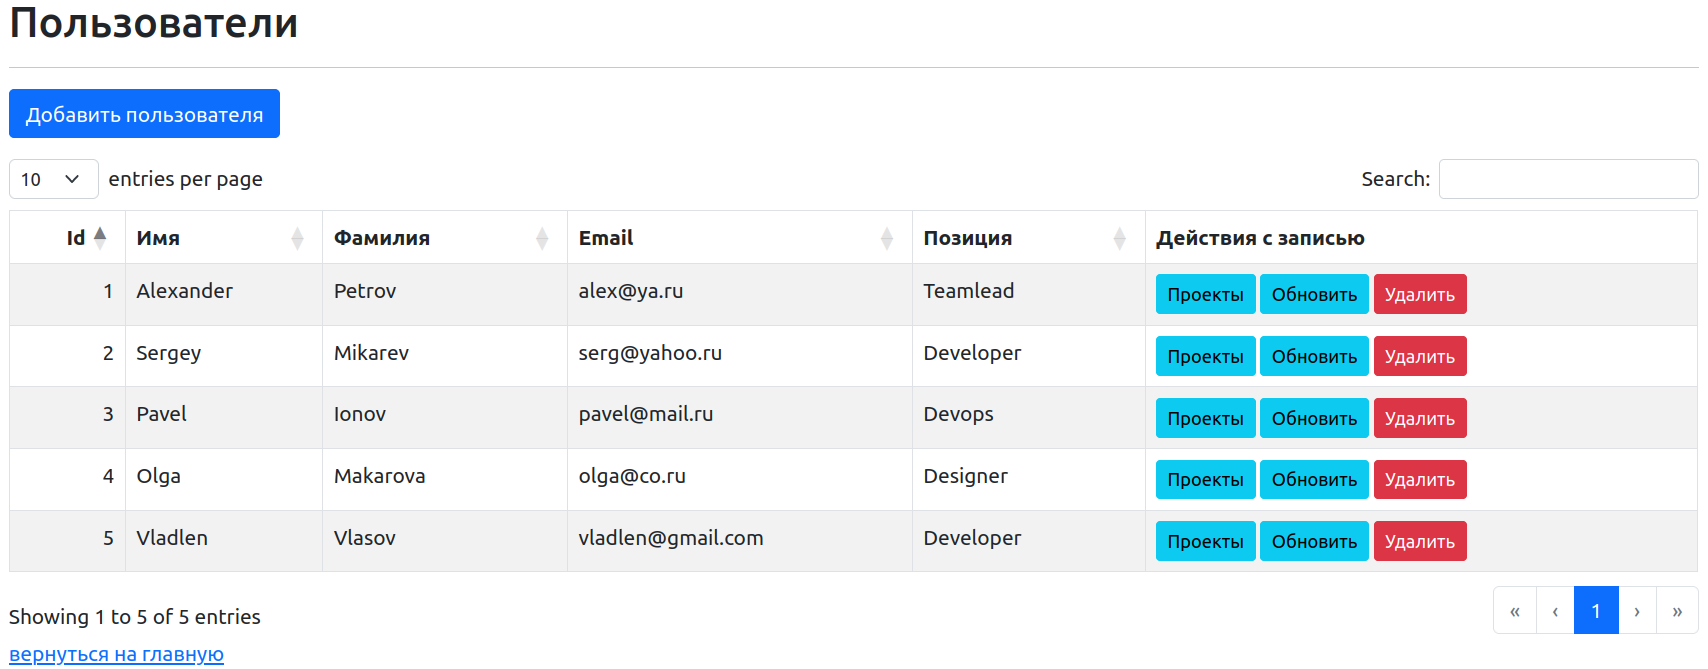 Пользователи
Добавить пользователя
10 entries per page Search:
Id Имя Фамилия Email Позиция Действия с записью
1 Alexander Petrov alex@ya.ru Teamlead Проекты Обновить Удалить
2 Sergey Mikarev serg@yahoo.ru Developer Проекты Обновить Удалить
3 Pavel Ionov pavel@mail.ru Devops Проекты Обновить Удалить
4 Olga Makarova olga@co.ru Designer Проекты Обновить Удалить
5 Vladlen Vlasov vladlen@gmail.com Developer Проекты Обновить Удалить
Showing 1 to 5 of 5 entries « ‹ 1 › »
вернуться на главную